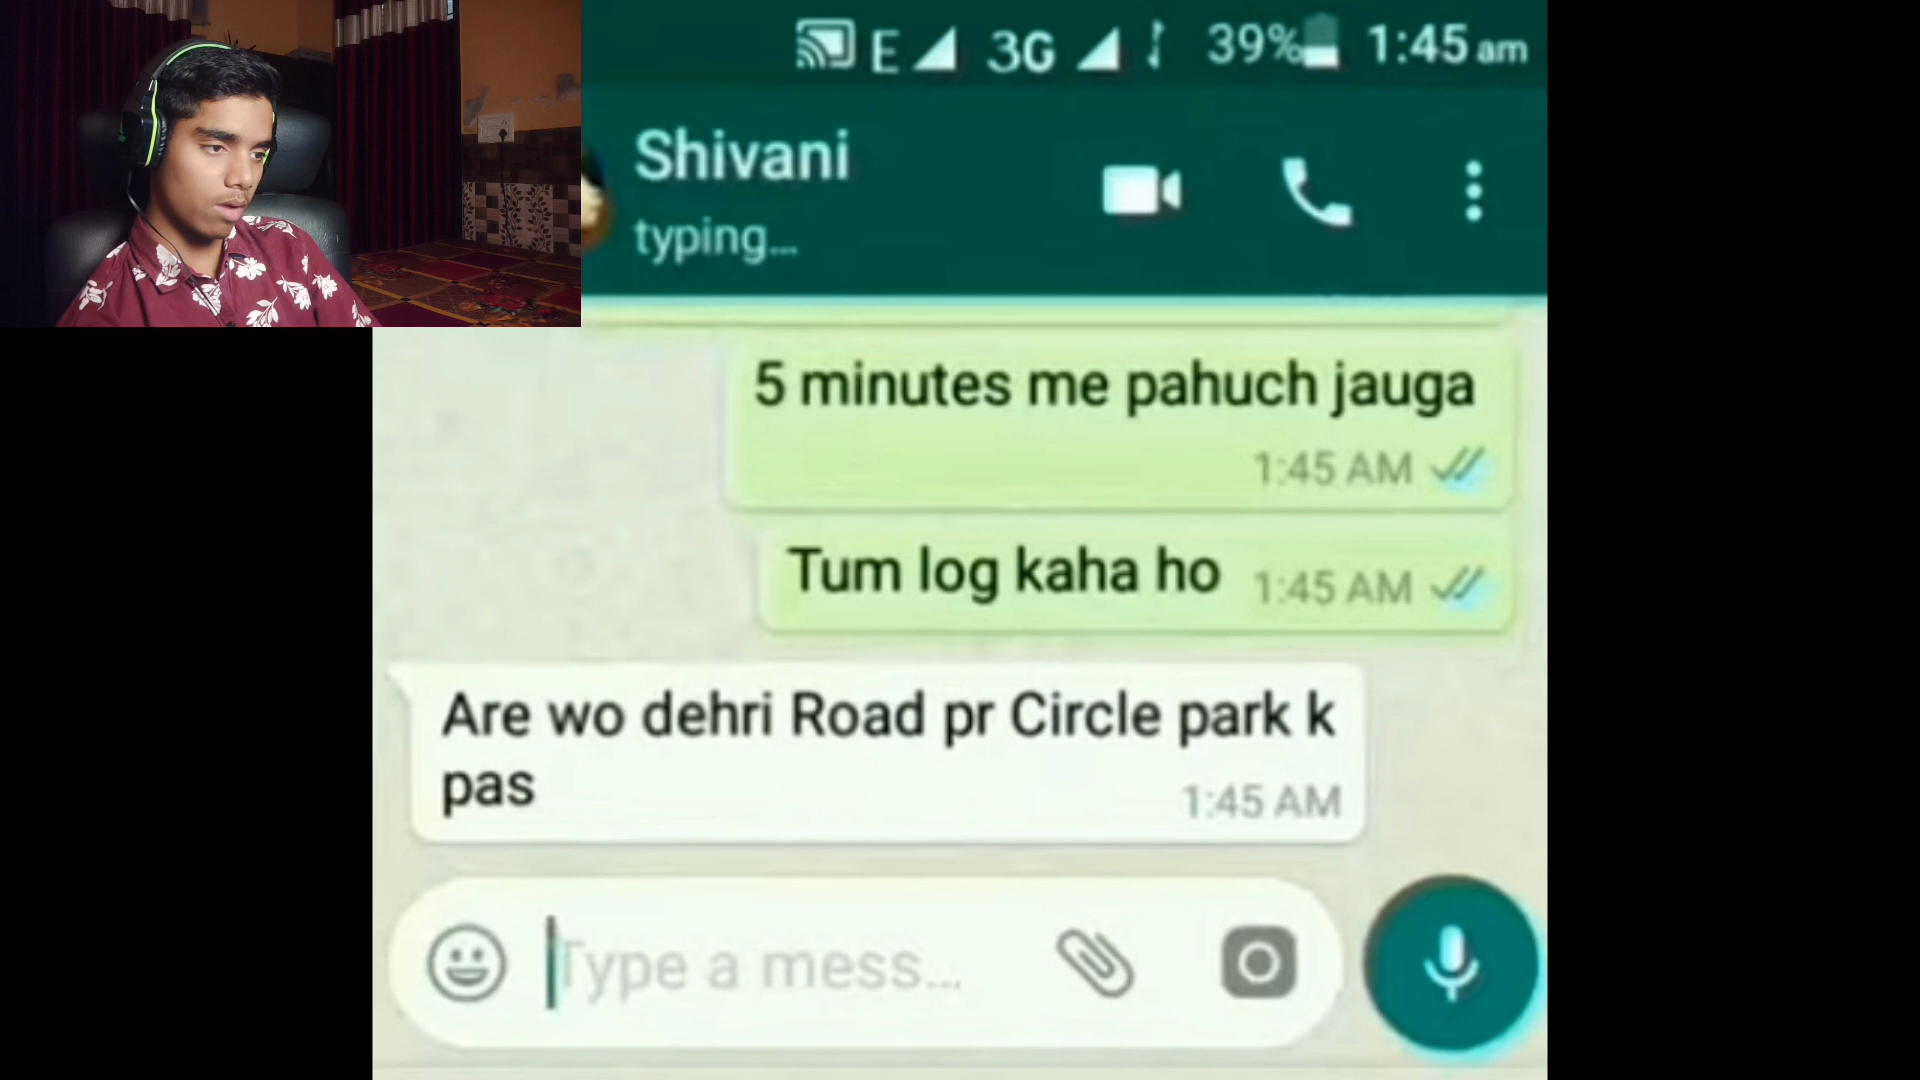 E 3G 39% 1:45 am
Shivani
typing...
5 minutes me pahuch jauga
1:45 AM
Tum log kaha ho 1:45 AM
Are wo dehri Road pr Circle park k
pas
1:45 AM
Type a mess...